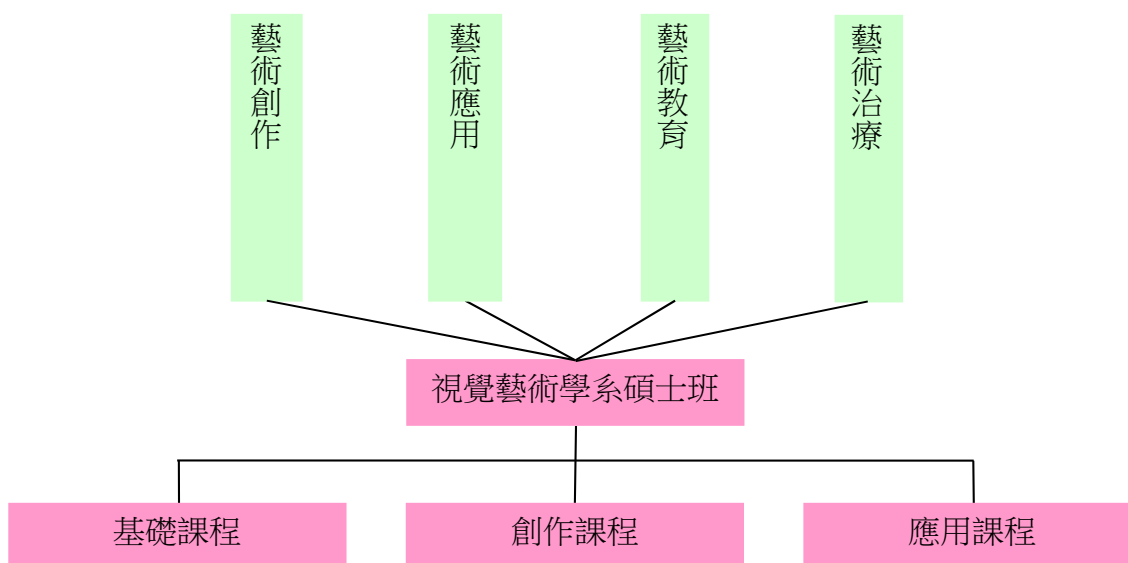 藝術創作
藝術應用
藝術教育
藝術治療
視覺藝術學系碩士班
基礎課程
創作課程
應用課程